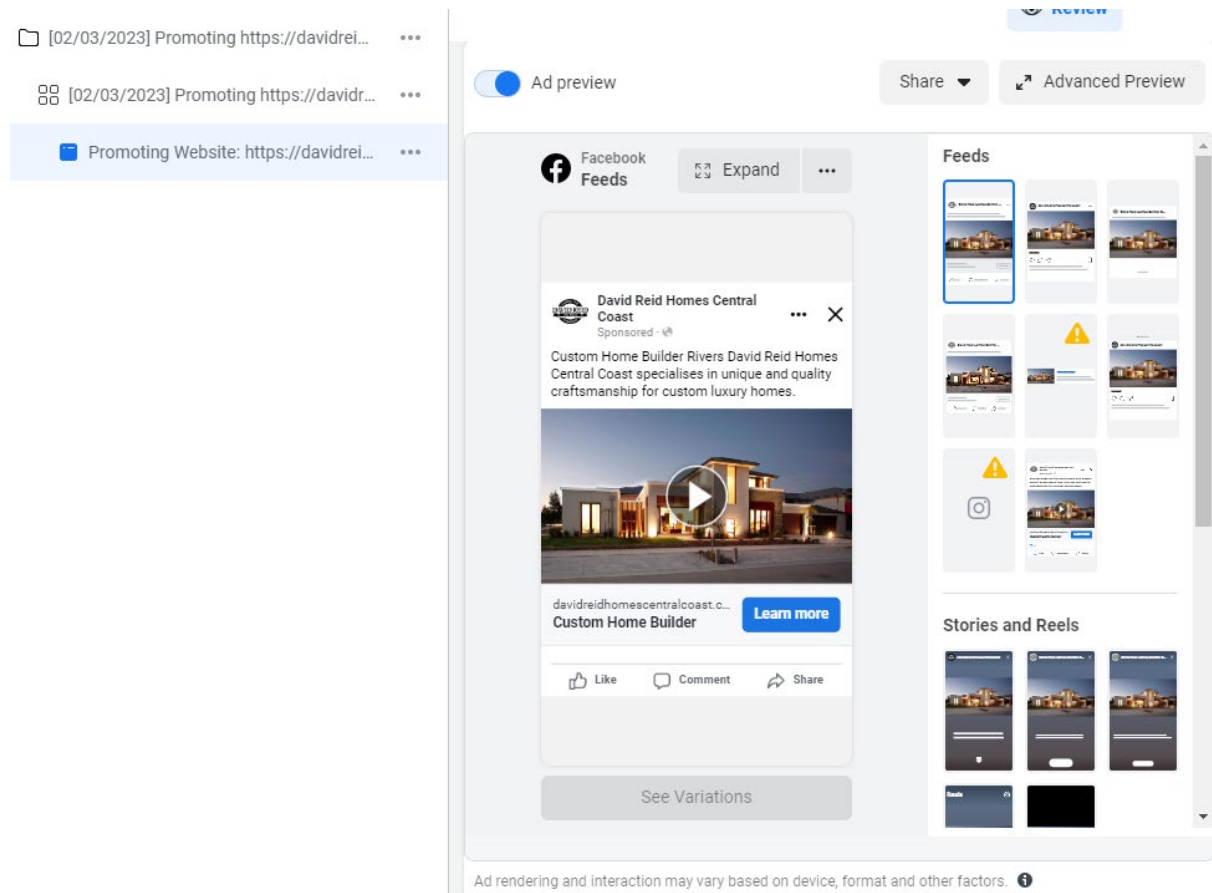 [02/03/2023] Promoting https://davidrei...
[02/03/2023] Promoting https://davidr...
Promoting Website: https://davidrei...
Review
Ad preview
Share
Advanced Preview
Facebook
Feeds
Expand
David Reid Homes Central
Coast
Sponsored
Custom Home Builder Rivers David Reid Homes
Central Coast specialises in unique and quality
craftsmanship for custom luxury homes.
davidreidhomescentralcoast.c...
Custom Home Builder
Learn more
Like
Comment
Share
See Variations
Feeds
Stories and Reels
Reels
Ad rendering and interaction may vary based on device, format and other factors.